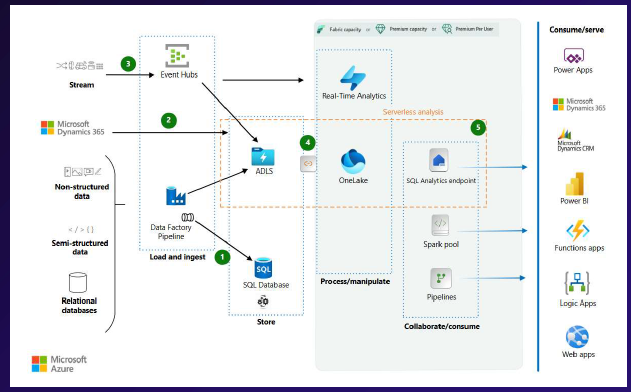 Fabric capacity or Premium capacity or Premium Per User
Consume/serve
3
Event Hubs
Stream
Real-Time Analytics
Power Apps
Microsoft
Dynamics 365
2
Serverless analysis
4
5
ADLS
OneLake
SQL Analytics endpoint
Microsoft
Dynamics 365
Microsoft
Dynamics CRM
Non-structured
data
Data Factory
Pipeline
Load and ingest
</> { }
Semi-structured
data
1
SQL
SQL Database
Store
Relational
databases
Process/manipulate
</>
Spark pool
Pipelines
Collaborate/consume
Power BI
Functions apps
Logic Apps
Web apps
Microsoft
Azure